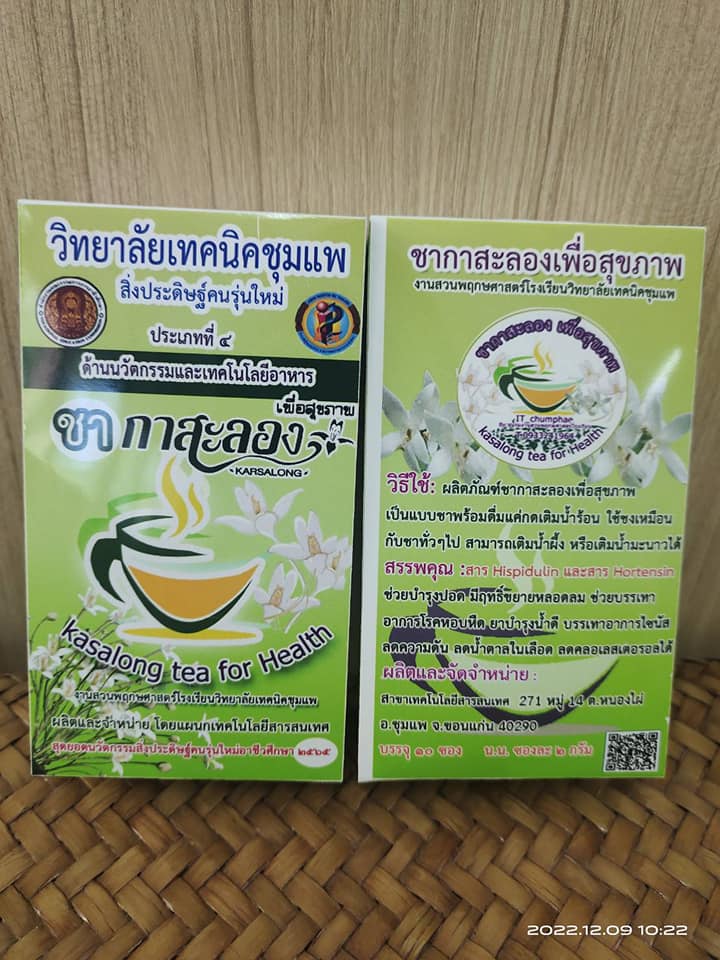 วิทยาลัยเทคนิคชุมแพ
สิ่งประดิษฐ์คนรุ่นใหม่
ประเภทที่ ๔
ด้านนวัตกรรมและเทคโนโลยีอาหาร
เพื่อสุขภาพ
ชา กาสะลอง
KARSALONG
kasalong tea for Health
งานสวนพฤกษศาสตร์โรงเรียนวิทยาลัยเทคนิคชุมแพ
ผลิตและจำหน่าย โดยแผนกเทคโนโลยีสารสนเทศ
สุดยอดนวัตกรรมสิ่งประดิษฐ์คนรุ่นใหม่อาชีวศึกษา ๒๕๖๕
ชากาสะลองเพื่อสุขภาพ
งานสวนพฤกษศาสตร์โรงเรียนวิทยาลัยเทคนิคชุมแพ
ชากาสะลอง เพื่อสุขภาพ
IT_chumphae
kasalong tea for Health
วิธีใช้: ผลิตภัณฑ์ชากาสะลองเพื่อสุขภาพ
เป็นแบบชาพร้อมดื่มแค่กดเติมน้ำร้อน ใช้ชงเหมือน
กับชาทั่วๆไป สามารถเติมน้ำผึ้ง หรือเติมน้ำมะนาวได้
สรรพคุณ :สาร Hispidulin และสาร Hortensin
ช่วยบำรุงปอด มีฤทธิ์ขยายหลอดลม ช่วยบรรเทา
อาการโรคหอบหืด ยาบำรุงน้ำดี บรรเทาอาการไซนัส
ลดความดัน ลดน้ำตาลในเลือด ลดคลอเลสเตอรอลได้
ผลิตและจัดจำหน่าย :
สาขาเทคโนโลยีสารสนเทศ 271 หมู่ 14 ต.หนองไผ่
อ.ชุมแพ จ.ขอนแก่น 40290
บรรจุ ๑๐ ซอง น.น. ซองละ ๒ กรัม
2022.12.09 10:22